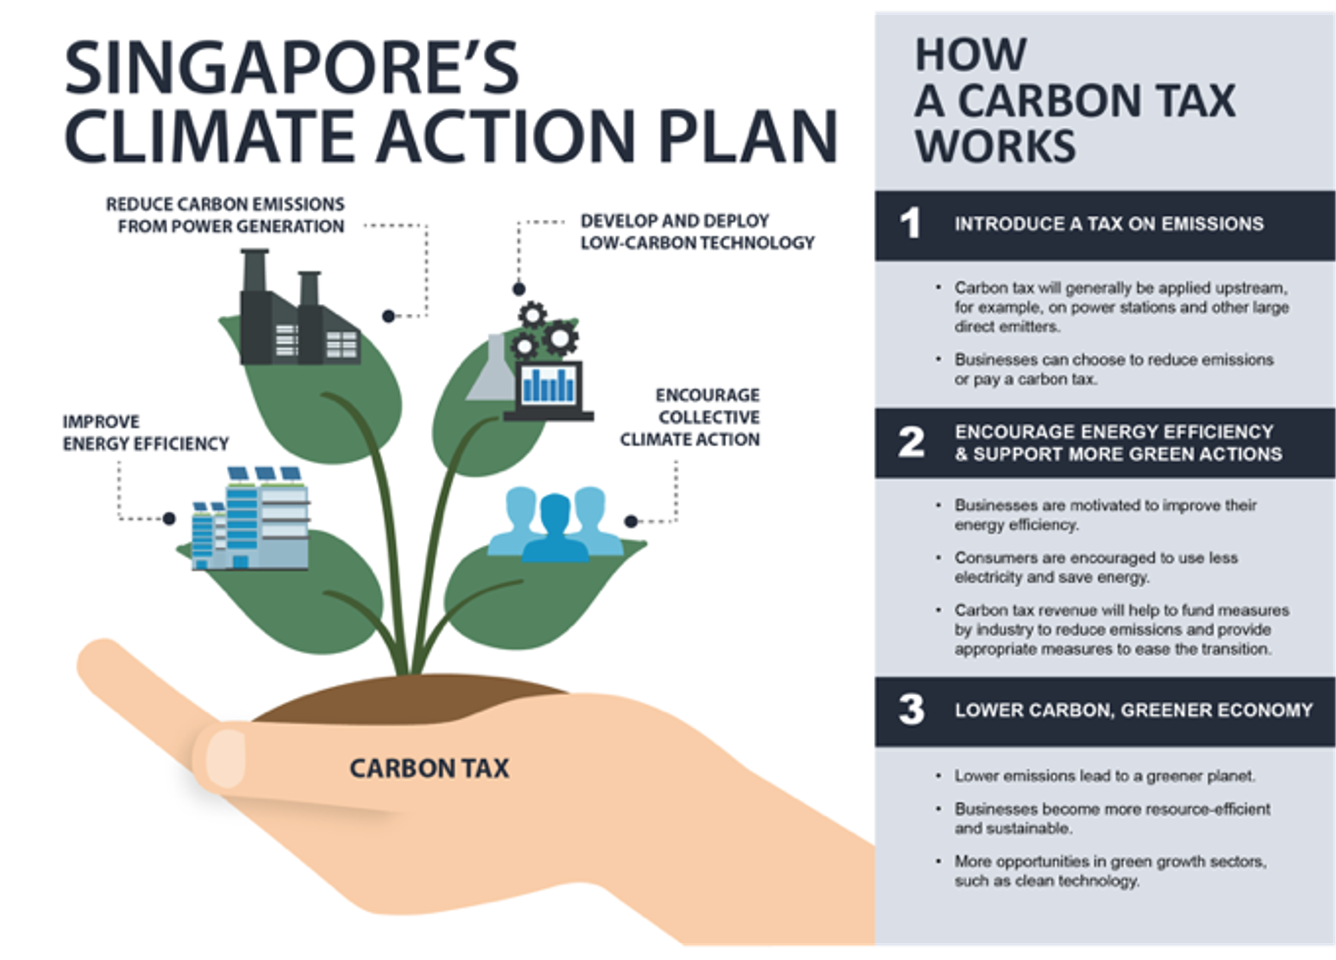 SINGAPORE'S
CLIMATE ACTION PLAN
REDUCE CARBON EMISSIONS
FROM POWER GENERATION
DEVELOP AND DEPLOY
LOW-CARBON TECHNOLOGY
IMPROVE
ENERGY EFFICIENCY
ENCOURAGE
COLLECTIVE
CLIMATE ACTION
CARBON TAX
HOW
A CARBON TAX
WORKS
1 INTRODUCE A TAX ON EMISSIONS
• Carbon tax will generally be applied upstream,
for example, on power stations and other large
direct emitters.
• Businesses can choose to reduce emissions
or pay a carbon tax.
2 ENCOURAGE ENERGY EFFICIENCY
& SUPPORT MORE GREEN ACTIONS
• Businesses are motivated to improve their
energy efficiency.
• Consumers are encouraged to use less
electricity and save energy.
• Carbon tax revenue will help to fund measures
by industry to reduce emissions and provide
appropriate measures to ease the transition.
3 LOWER CARBON, GREENER ECONOMY
• Lower emissions lead to a greener planet.
• Businesses become more resource-efficient
and sustainable.
• More opportunities in green growth sectors,
such as clean technology.